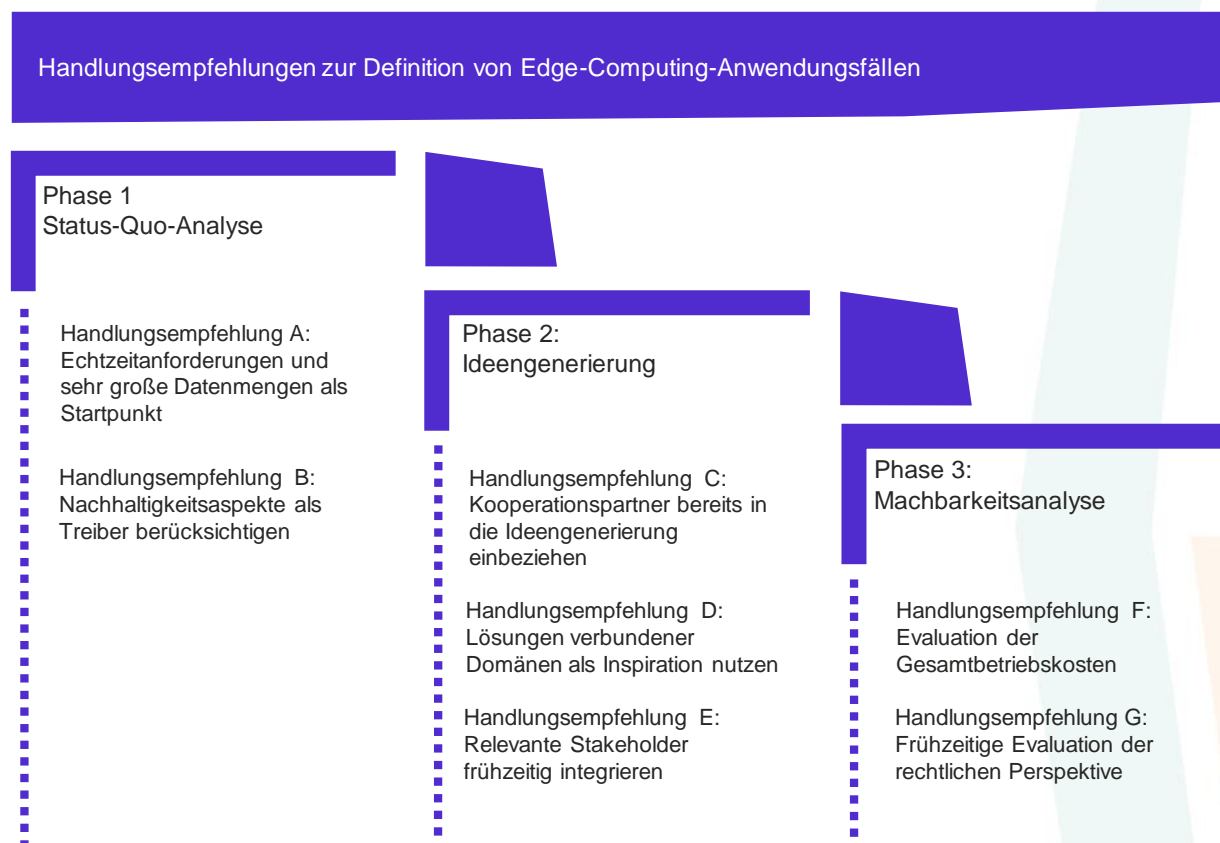 Handlungsempfehlungen zur Definition von Edge-Computing-Anwendungsfällen
Phase 1
Status-Quo-Analyse
Handlungsempfehlung A:
Echtzeitanforderungen und
sehr große Datenmengen als
Startpunkt
Handlungsempfehlung B:
Nachhaltigkeitsaspekte als
Treiber berücksichtigen
Phase 2:
Ideengenerierung
Handlungsempfehlung C:
Kooperationspartner bereits in
die Ideengenerierung
einbeziehen
Handlungsempfehlung D:
Lösungen verbundener
Domänen als Inspiration nutzen
Handlungsempfehlung E:
Relevante Stakeholder
frühzeitig integrieren
Phase 3:
Machbarkeitsanalyse
Handlungsempfehlung F:
Evaluation der
Gesamtbetriebskosten
Handlungsempfehlung G:
Frühzeitige Evaluation der
rechtlichen Perspektive